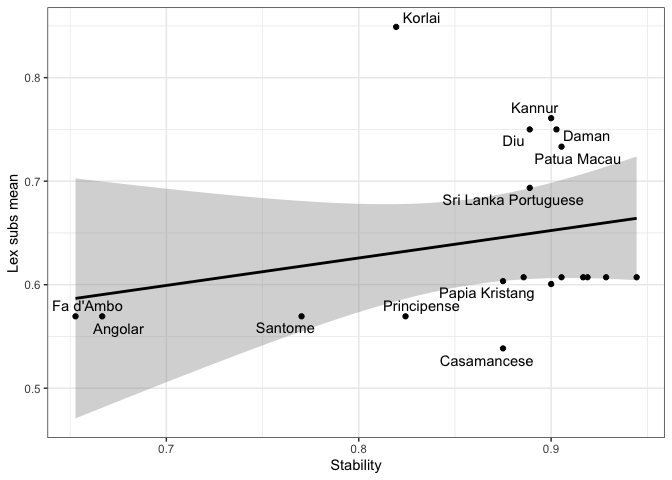 Korlai
0.8
Kannur
Diu
Daman
Patua Macau
0.7
Sri Lanka Portuguese
Lex subs mean
0.6
Papia Kristang
Fa d'Ambo
Principense
Angolar
Santome
Casamancese
0.5
0.7
0.8
0.9
Stability